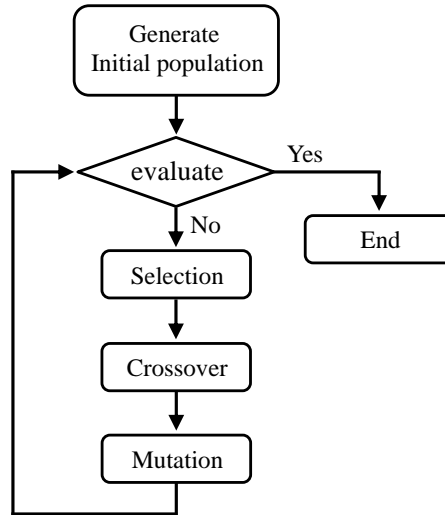 Generate
Initial population
evaluate
Yes
No
End
Selection
Crossover
Mutation